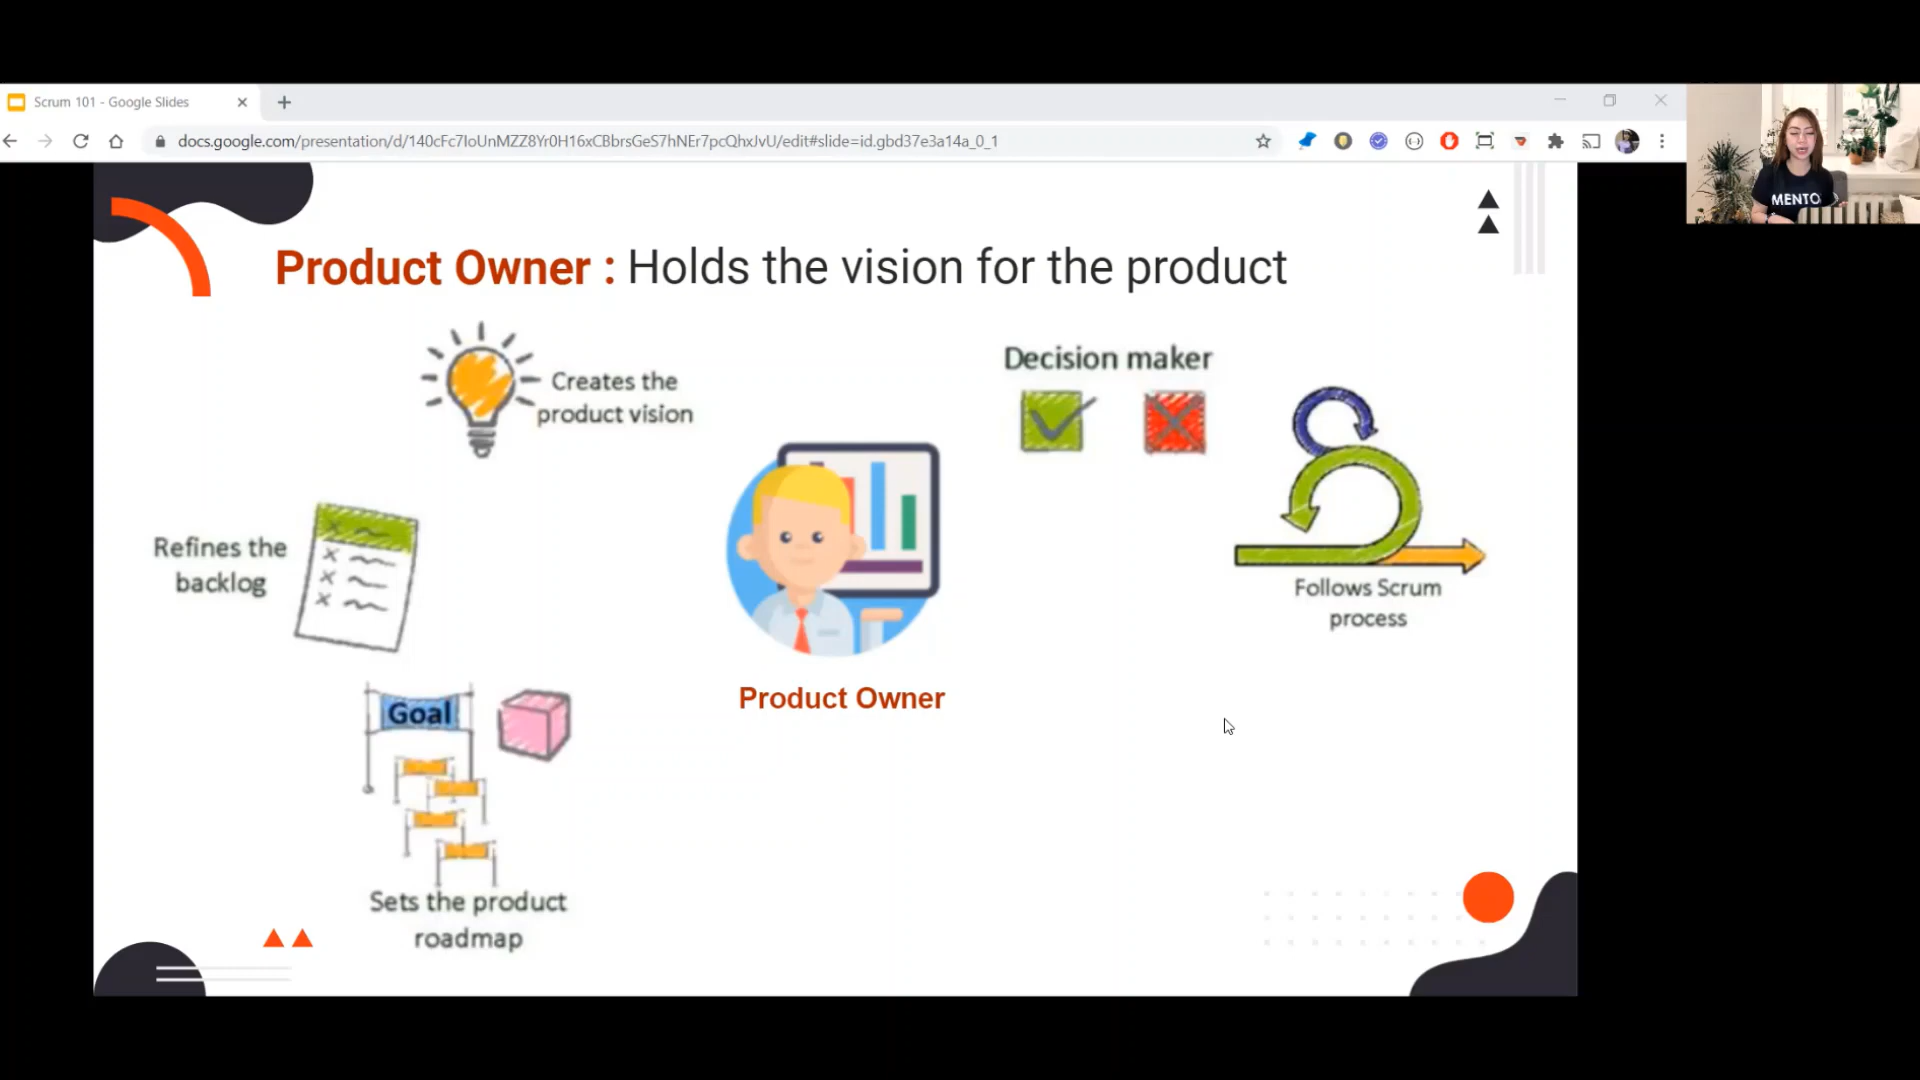 Scrum 101 - Google Slides
docs.google.com/presentation/d/140cFc7IoUnMZZ8Yr0H16xCBbrsGeS7hNEr7pcQhxJvU/edit#slide=id.gbd37e3a14a_0_1
MENTO
Product Owner : Holds the vision for the product
Creates the
product vision
Decision maker
Refines the
backlog
Follows Scrum
process
Product Owner
Goal
Sets the product
roadmap